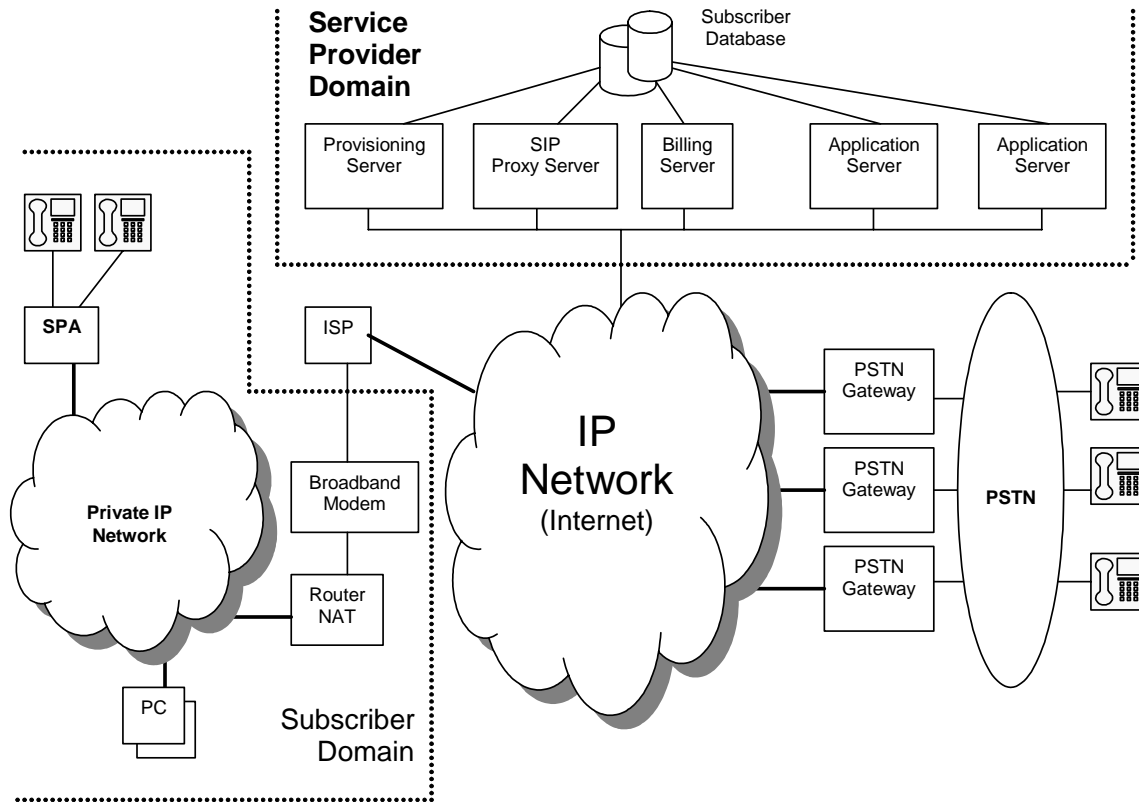 Service
Provider
Domain
Subscriber
Database
Provisioning
Server
SIP
Proxy Server
Billing
Server
Application
Server
Application
Server
SPA
ISP
Private IP
Network
Broadband
Modem
Router
NAT
PC
Subscriber
Domain
IP
Network
(Internet)
PSTN
Gateway
PSTN
Gateway
PSTN
Gateway
PSTN